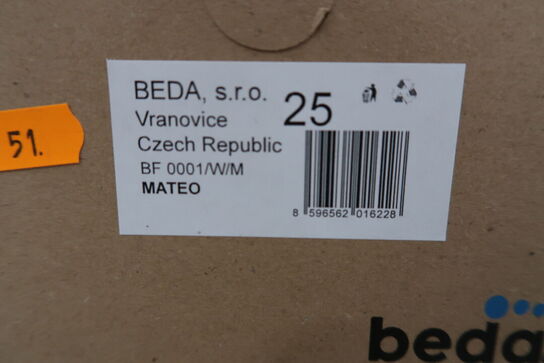 51.
BEDA, s.r.o. 25
Vranovice
Czech Republic
BF 0001/W/M
MATEO
8 596562 016228
beda